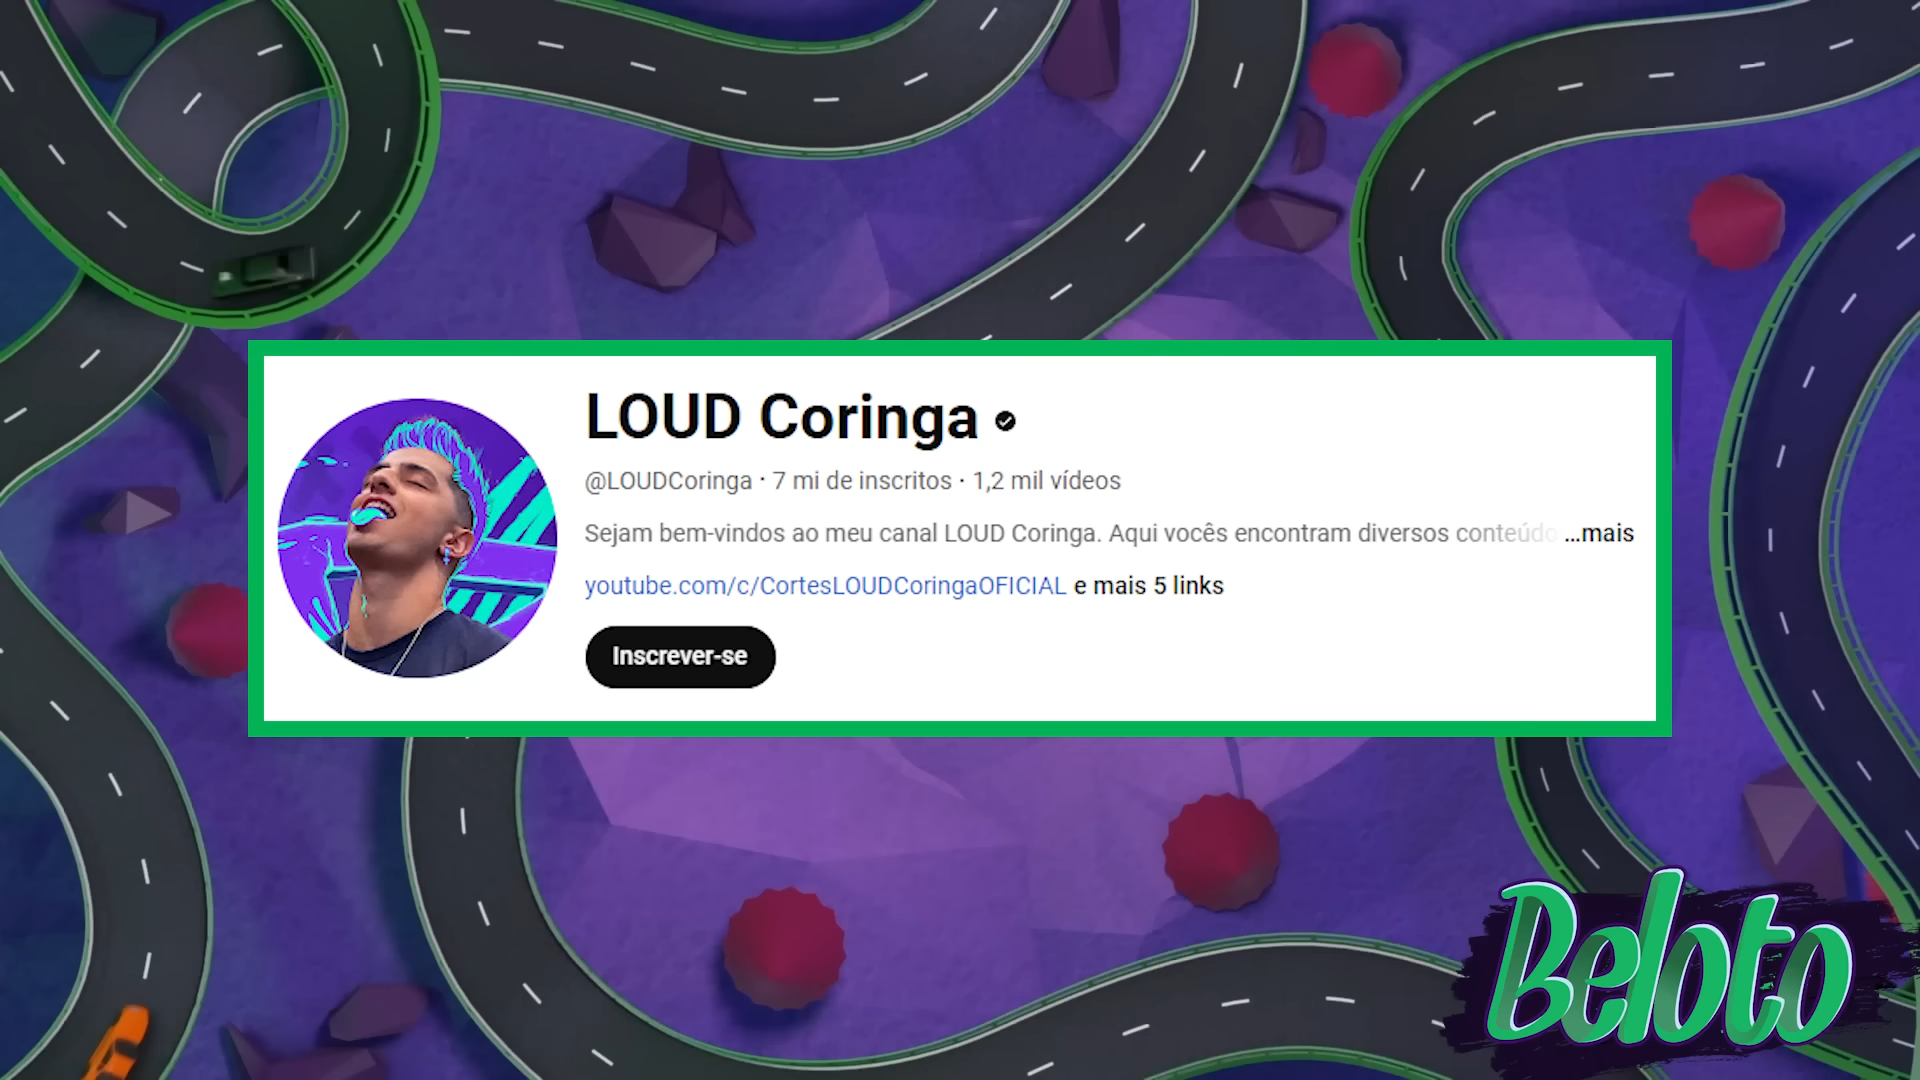 LOUD Coringa
@LOUDCoringa · 7 mi de inscritos · 1,2 mil vídeos
Sejam bem-vindos ao meu canal LOUD Coringa. Aqui vocês encontram diversos conteúdo ...mais
youtube.com/c/CortesLOUDCoringaOFICIAL e mais 5 links
Inscrever-se
Beloto